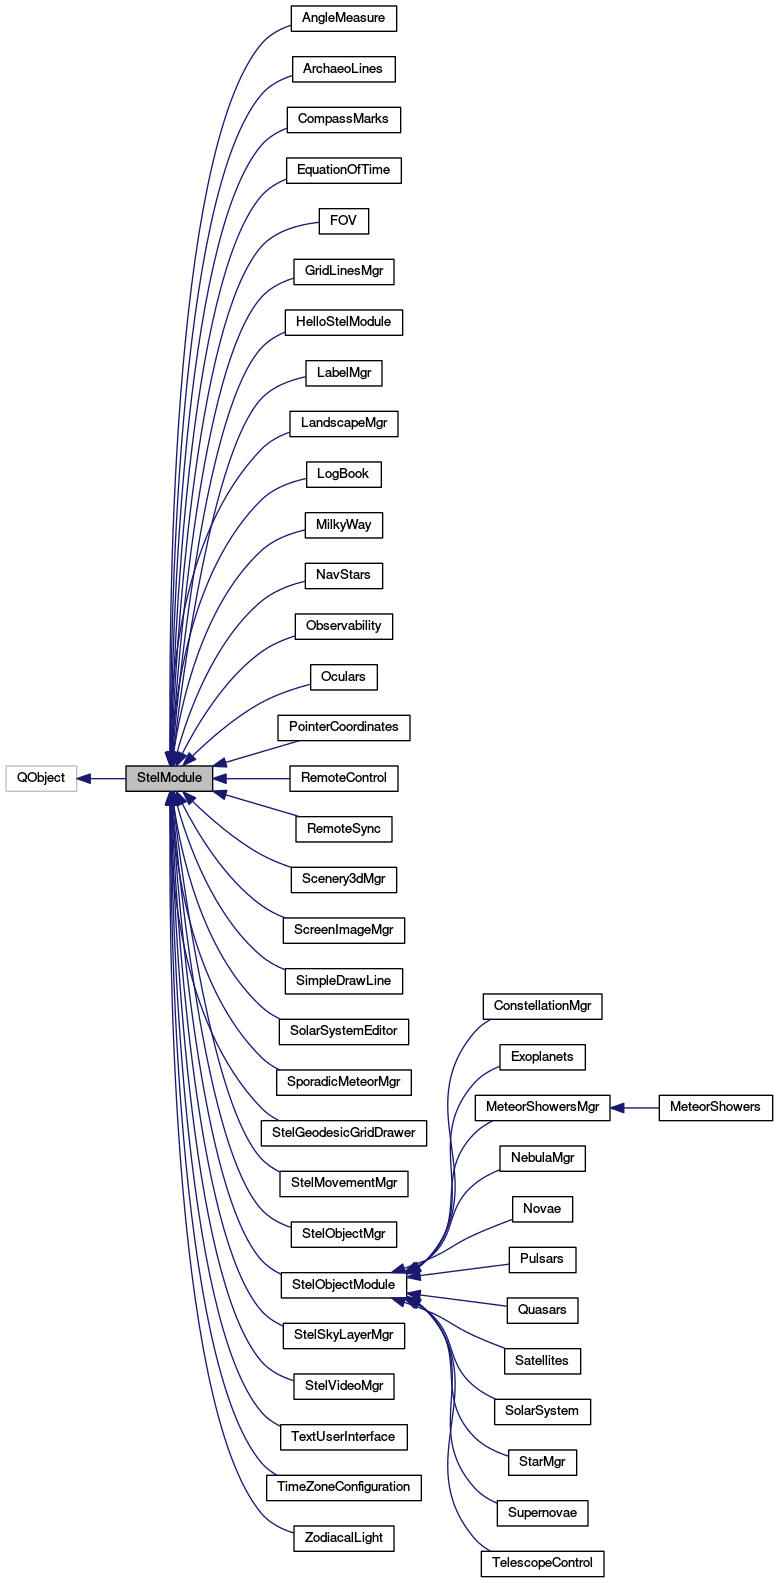 AngleMeasure
ArchaeoLines
CompassMarks
EquationOfTime
FOV
GridLinesMgr
HelloStelModule
LabelMgr
LandscapeMgr
LogBook
MilkyWay
NavStars
Observability
Oculars
PointerCoordinates
QObject
StelModule
RemoteControl
RemoteSync
Scenery3dMgr
ScreenImageMgr
SimpleDrawLine
SolarSystemEditor
SporadicMeteorMgr
StelGeodesicGridDrawer
StelMovementMgr
StelObjectMgr
StelObjectModule
StelSkyLayerMgr
StelVideoMgr
TextUserInterface
TimeZoneConfiguration
ZodiacalLight
ConstellationMgr
Exoplanets
MeteorShowersMgr
MeteorShowers
NebulaMgr
Novae
Pulsars
Quasars
Satellites
SolarSystem
StarMgr
Supernovae
TelescopeControl